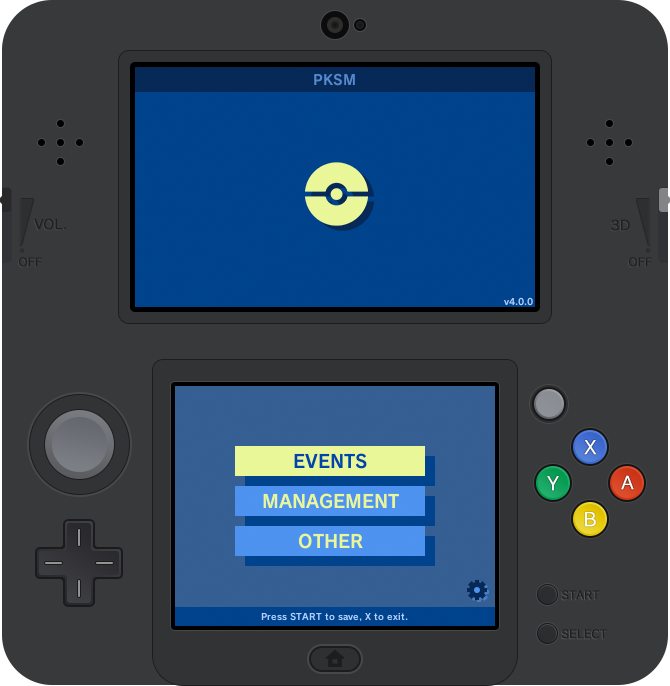 PKSM
VOL.
3D
OFF
OFF
v4.0.0
EVENTS
X
MANAGEMENT
Y
A
B
OTHER
START
Press START to save, X to exit.
SELECT